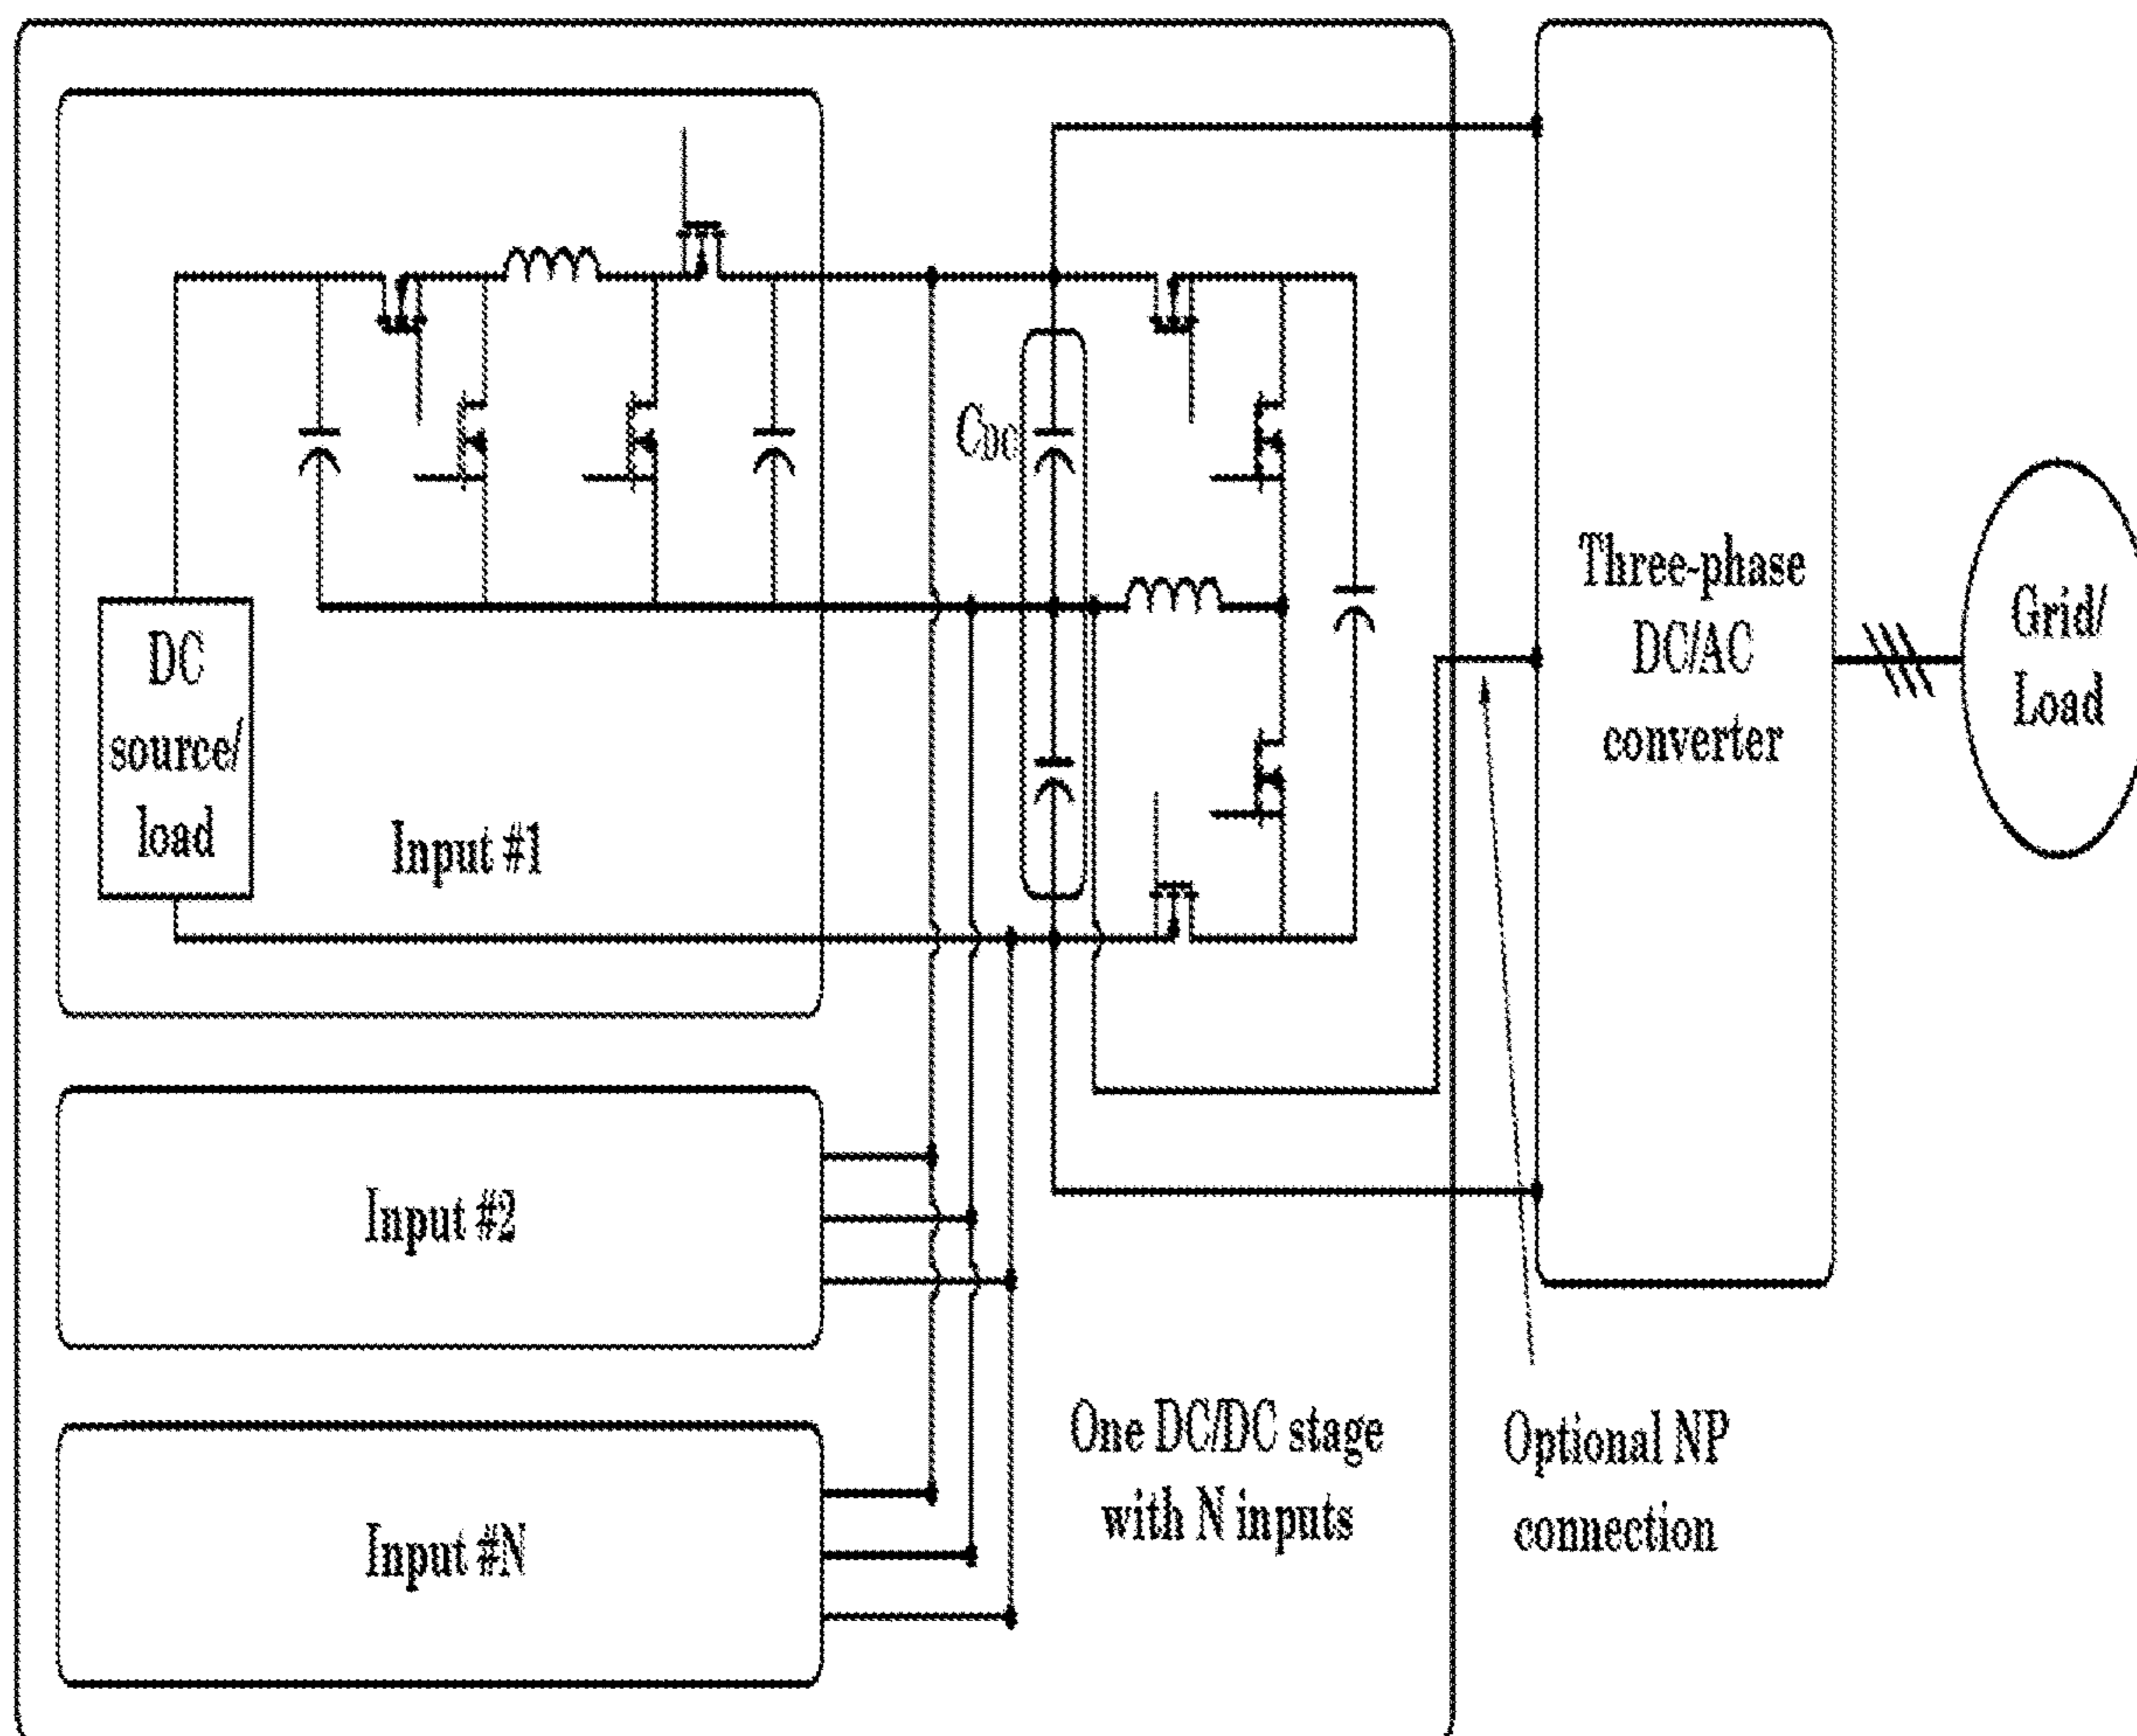 C_DC
DC
source/
load
Input #1
Three-phase
DC/AC
converter
Grid/
Load
Input #2
Input #N
One DC/DC stage
with N inputs
Optional NP
connection